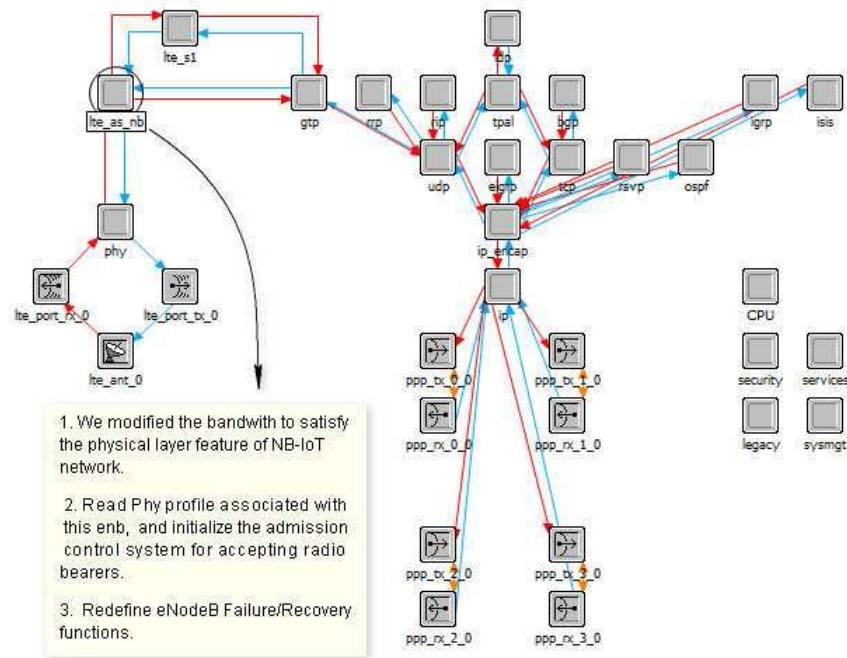 lte_s1
lte_as_nb
gtp
rrp
rip
tpal
bgp
igrp
isis
udp
eigrp
tcp
rsvp
ospf
phy
ip_encap
lte_port_rx_0
lte_port_tx_0
ip
CPU
lte_ant_0
ppp_tx_0_0
ppp_tx_1_0
security
services
ppp_rx_0_0
ppp_rx_1_0
legacy
sysmgt
1. We modified the bandwith to satisfy
the physical layer feature of NB-IoT
network.
2. Read Phy profile associated with
this enb, and initialize the admission
control system for accepting radio
bearers.
3. Redefine eNodeB Failure/Recovery
functions.
ppp_tx_2_0
ppp_tx_3_0
ppp_rx_2_0
ppp_rx_3_0